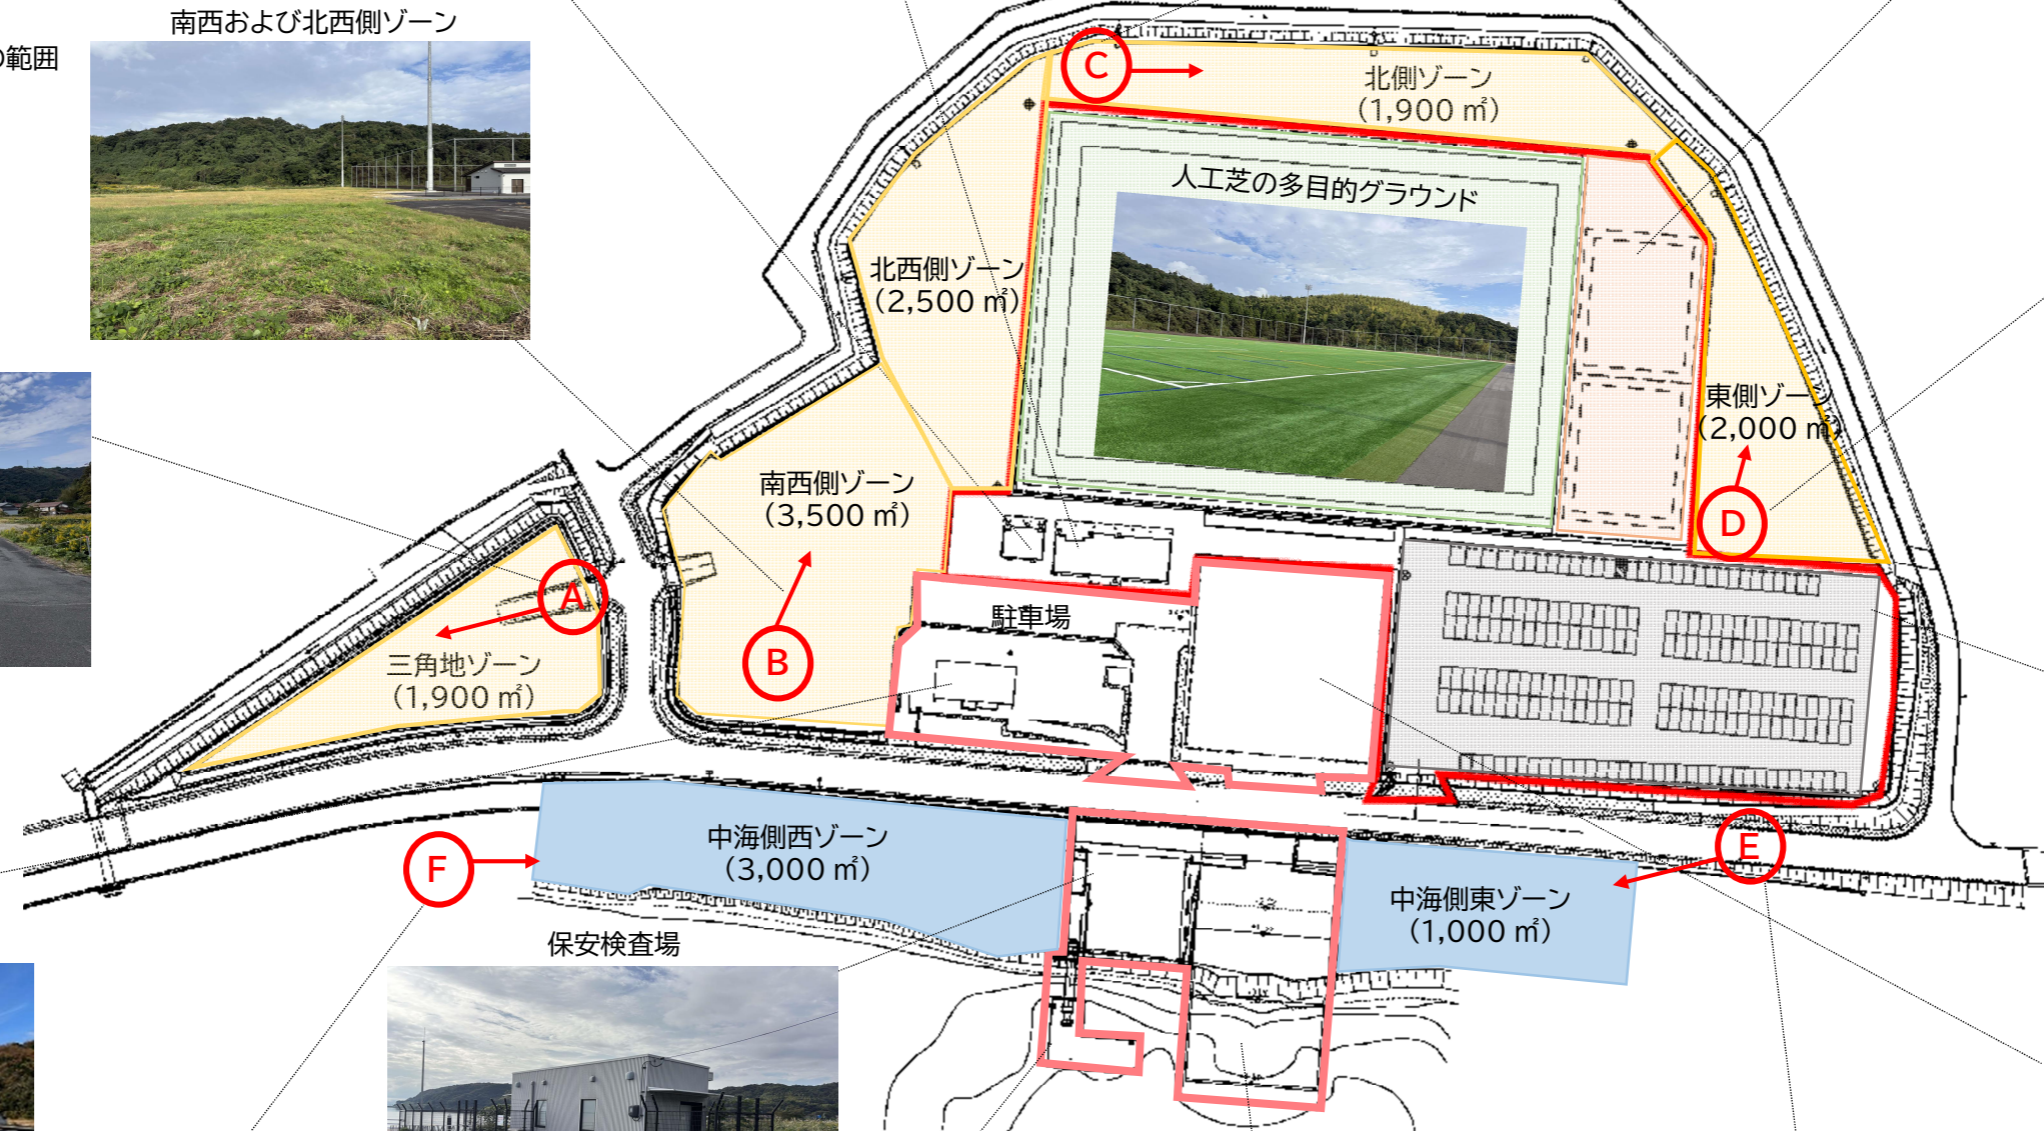 南西および北西側ゾーン
の範囲
C
北側ゾーン
(1,900 ㎡)
人工芝の多目的グラウンド
北西側ゾーン
(2,500 ㎡)
東側ゾーン
(2,000 ㎡)
D
南西側ゾーン
(3,500 ㎡)
A
B
駐車場
三角地ゾーン
(1,900 ㎡)
中海側西ゾーン
(3,000 ㎡)
F
E
中海側東ゾーン
(1,000 ㎡)
保安検査場